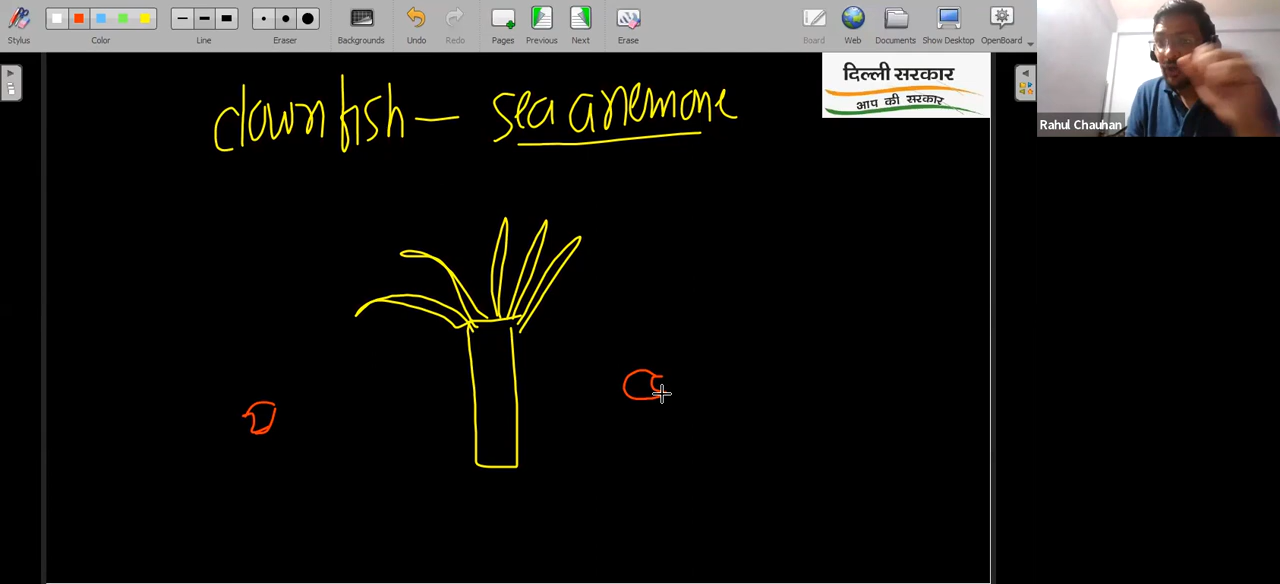 Stylus
Color
Line
Eraser
Backgrounds
Undo
Redo
Pages
Previous
Next
Erase
Board
Web
Documents
Show Desktop
OpenBoard
clownfish — sea anemone
दिल्ली सरकार
आप की सरकार
Rahul Chauhan